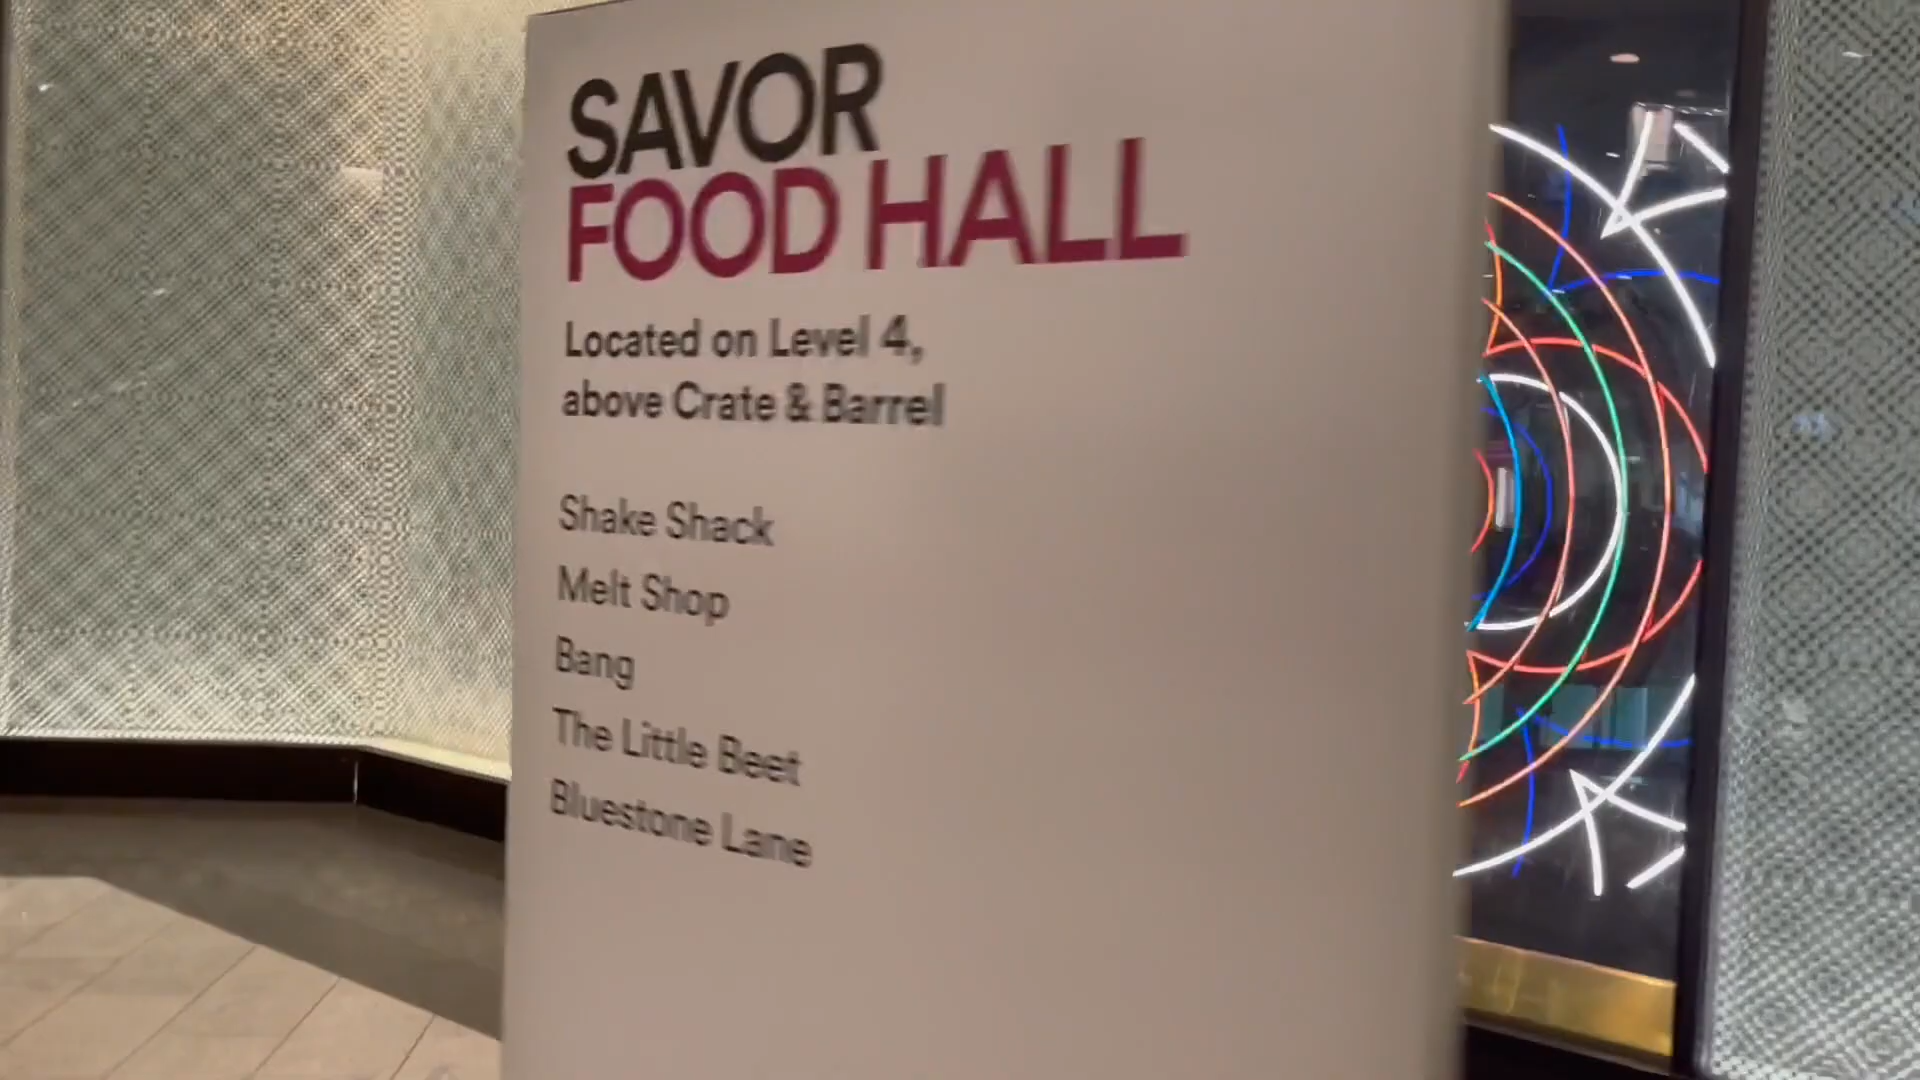 SAVOR
FOOD HALL
Located on Level 4,
above Crate & Barrel
Shake Shack
Melt Shop
Bang
The Little Beet
Bluestone Lane